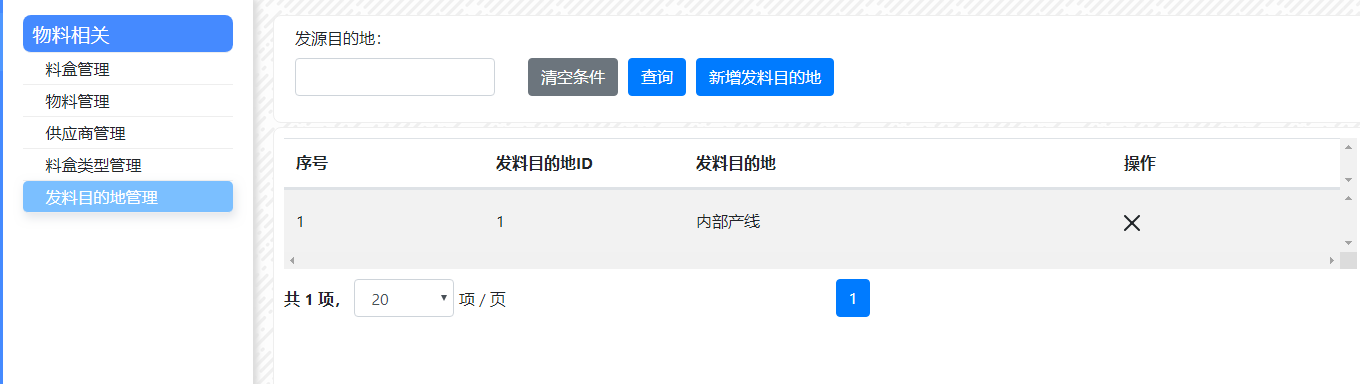 物料相关
料盒管理
物料管理
供应商管理
料盒类型管理
发料目的地管理
发源目的地：
清空条件 查询 新增发料目的地
序号 发料目的地ID 发料目的地 操作
1 1 内部产线
共 1 项， 20 项 / 页 1